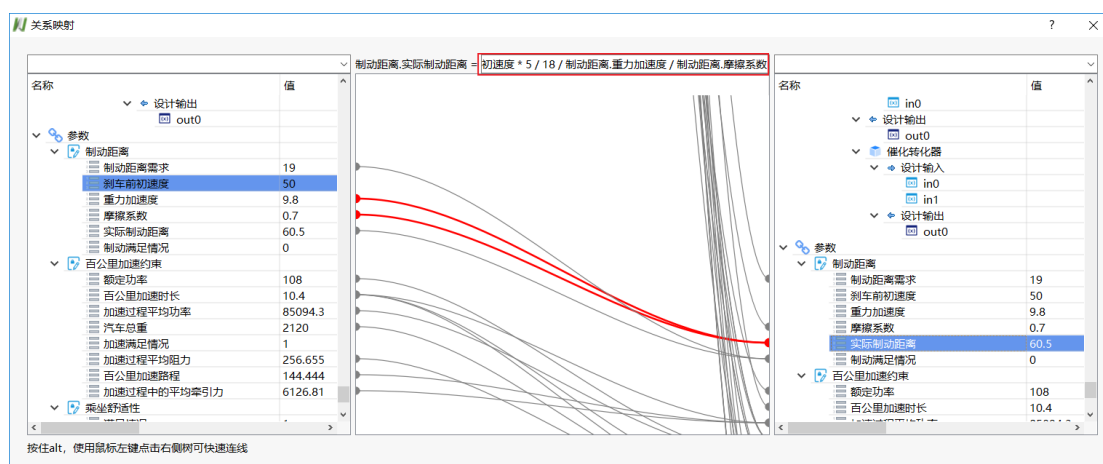 关系映射
?
制动距离.实际制动距离 = 初速度 * 5 / 18 / 制动距离.重力加速度 / 制动距离.摩擦系数
名称 值
设计输出
out0
参数
制动距离
制动距离需求 19
刹车前初速度 50
重力加速度 9.8
摩擦系数 0.7
实际制动距离 60.5
制动满足情况 0
百公里加速约束
额定功率 108
百公里加速时长 10.4
加速过程平均功率 85094.3
汽车总重 2120
加速满足情况 1
加速过程平均阻力 256.655
百公里加速路程 144.444
加速过程中的平均牵引力 6126.81
乘坐舒适性
名称 值
in0
设计输出
out0
催化转化器
设计输入
in0
in1
设计输出
out0
参数
制动距离
制动距离需求 19
刹车前初速度 50
重力加速度 9.8
摩擦系数 0.7
实际制动距离 60.5
制动满足情况 0
百公里加速约束
额定功率 108
百公里加速时长 10.4
按住alt，使用鼠标左键点击右侧树可快速连线